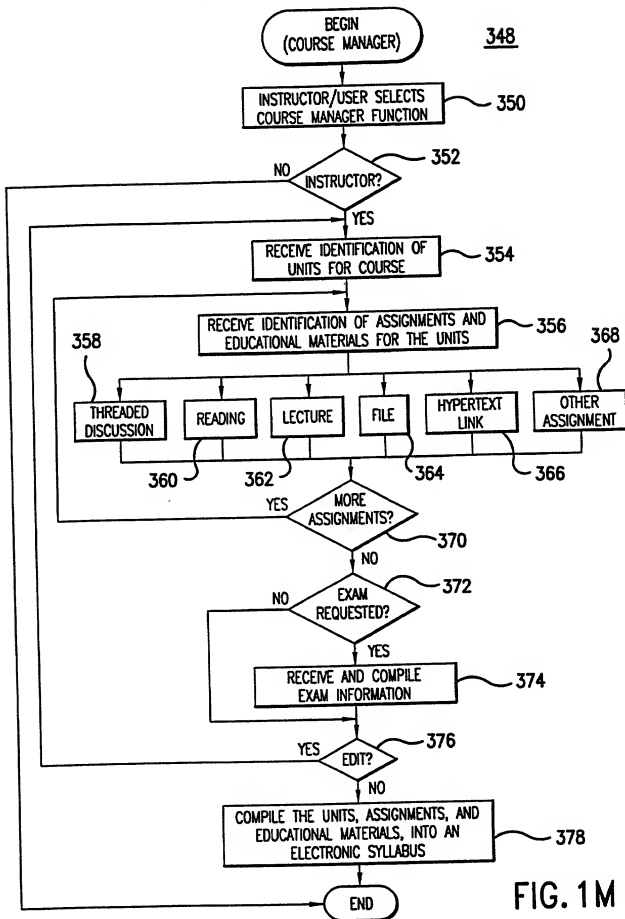 BEGIN
(COURSE MANAGER)
348
INSTRUCTOR/USER SELECTS
COURSE MANAGER FUNCTION
350
352
NO
INSTRUCTOR?
YES
RECEIVE IDENTIFICATION OF
UNITS FOR COURSE
354
RECEIVE IDENTIFICATION OF ASSIGNMENTS AND
EDUCATIONAL MATERIALS FOR THE UNITS
356
358
368
THREADED
DISCUSSION
READING
LECTURE
FILE
HYPERTEXT
LINK
OTHER
ASSIGNMENT
360
362
364
366
YES
MORE
ASSIGNMENTS?
370
NO
372
NO
EXAM
REQUESTED?
YES
RECEIVE AND COMPILE
EXAM INFORMATION
374
YES
376
EDIT?
NO
COMPILE THE UNITS, ASSIGNMENTS, AND
EDUCATIONAL MATERIALS, INTO AN
ELECTRONIC SYLLABUS
378
END
FIG. 1M